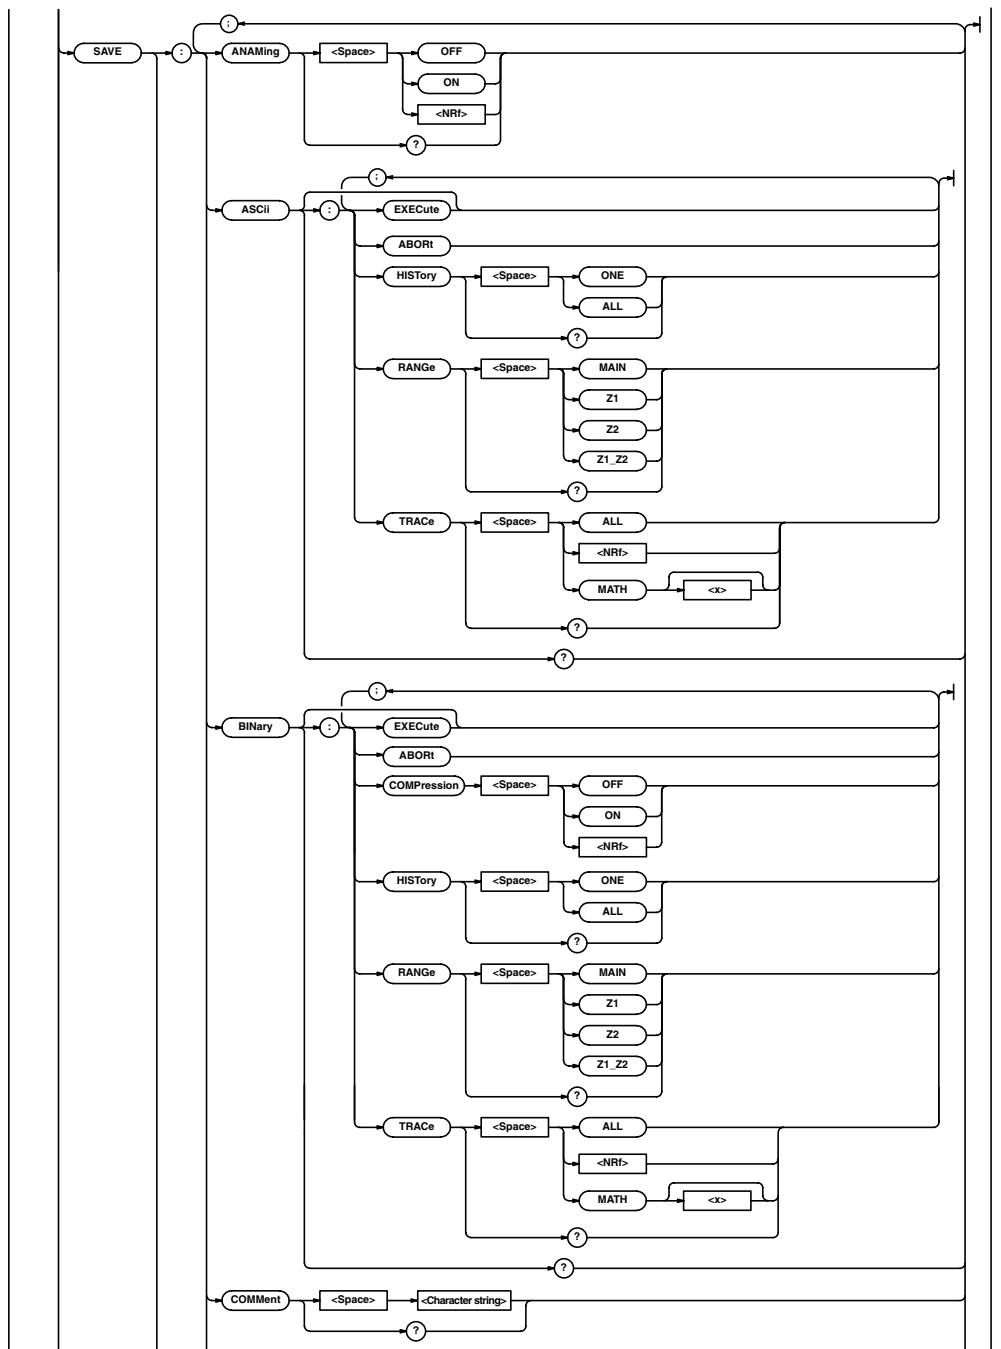 ;
SAVE : ANAMing <Space> OFF
ON
<NRf>
?
;
ASCii : EXECute
ABORt
HISTory <Space> ONE
ALL
?
RANGe <Space> MAIN
Z1
Z2
Z1_Z2
?
TRACe <Space> ALL
<NRf>
MATH <x>
?
?
;
BINary : EXECute
ABORt
COMPression <Space> OFF
ON
<NRf>
HISTory <Space> ONE
ALL
?
RANGe <Space> MAIN
Z1
Z2
Z1_Z2
?
TRACe <Space> ALL
<NRf>
MATH <x>
?
?
COMMent <Space> <Character string>
?